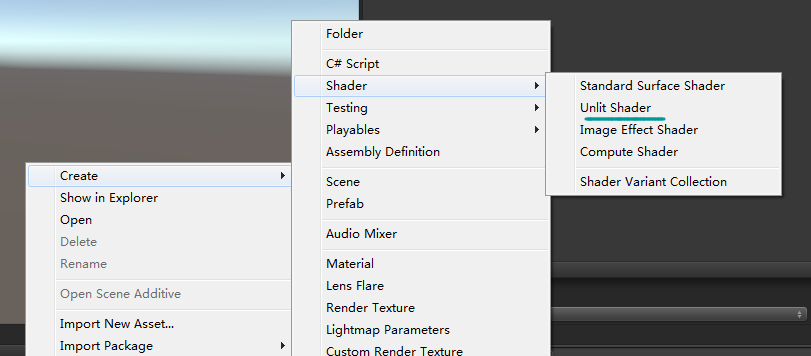 Folder
C# Script
Shader
Testing
Playables
Assembly Definition
Scene
Prefab
Audio Mixer
Material
Lens Flare
Render Texture
Lightmap Parameters
Custom Render Texture
Standard Surface Shader
Unlit Shader
Image Effect Shader
Compute Shader
Shader Variant Collection
Create
Show in Explorer
Open
Delete
Rename
Open Scene Additive
Import New Asset...
Import Package